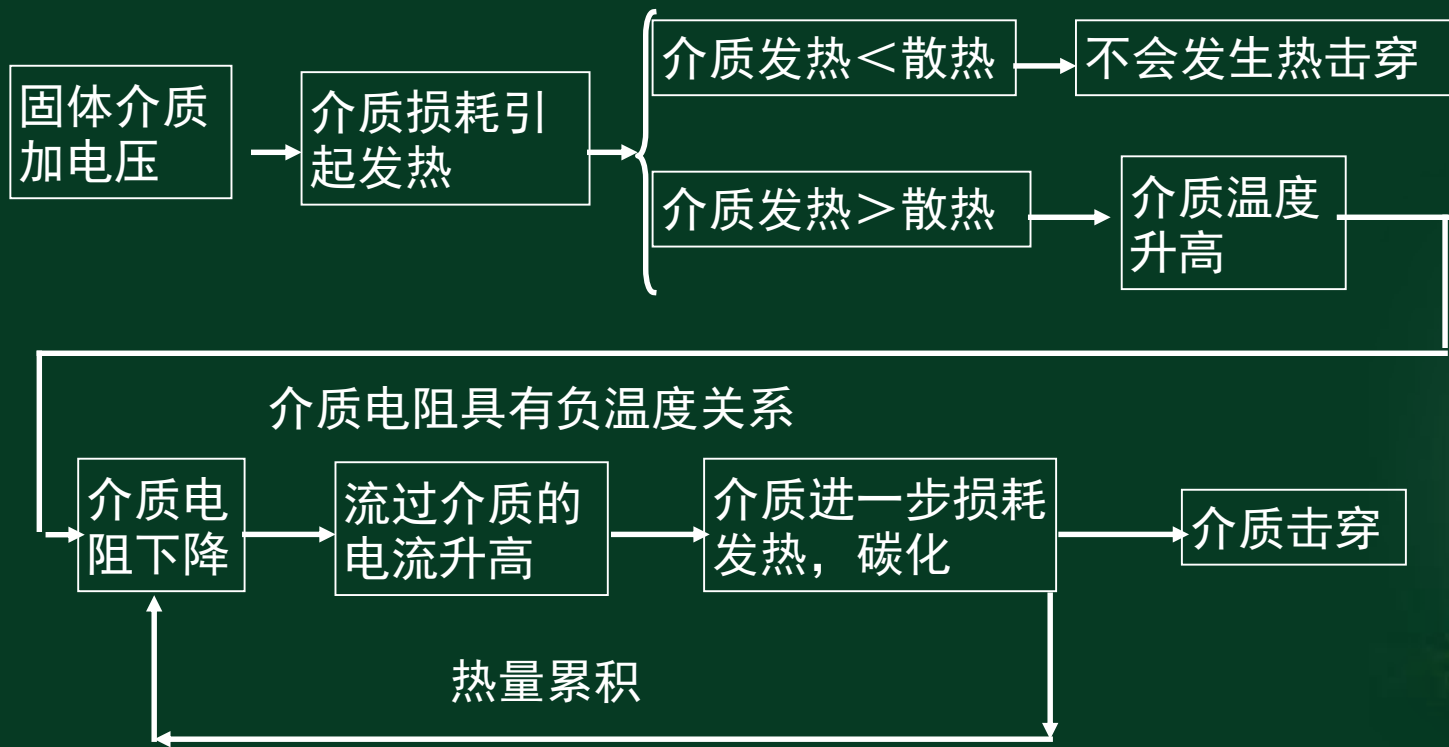 固体介质
加电压
介质损耗引
起发热
介质发热＜散热
不会发生热击穿
介质发热＞散热
介质温度
升高
介质电阻具有负温度关系
介质电
阻下降
流过介质的
电流升高
介质进一步损耗
发热，碳化
介质击穿
热量累积